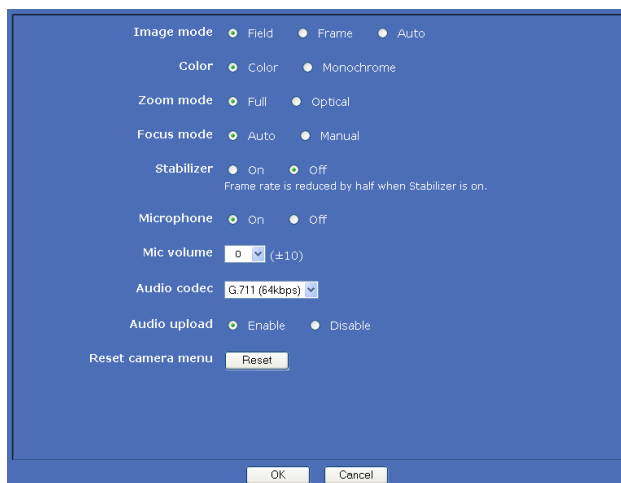 Image mode Field Frame Auto
Color Color Monochrome
Zoom mode Full Optical
Focus mode Auto Manual
Stabilizer On Off
Frame rate is reduced by half when Stabilizer is on.
Microphone On Off
Mic volume 0 (±10)
Audio codec G.711 (64kbps)
Audio upload Enable Disable
Reset camera menu Reset
OK Cancel